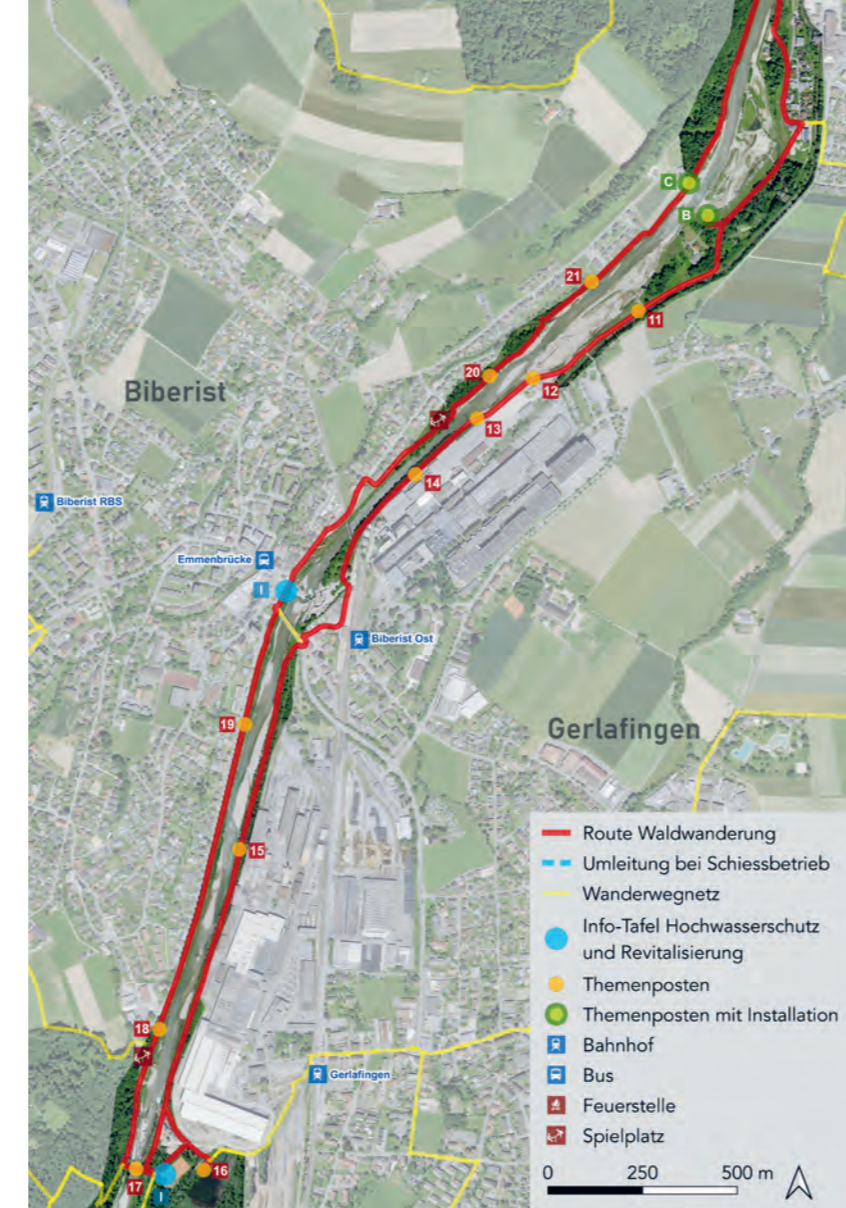 C
B
21
11
20
12
Biberist
13
14
Biberist RBS
Emmenbrücke
I
Biberist Ost
19
Gerlafingen
15
18
Gerlafingen
16
17
I
Route Waldwanderung
Umleitung bei Schiessbetrieb
Wanderwegnetz
Info-Tafel Hochwasserschutz
und Revitalisierung
Themenposten
Themenposten mit Installation
Bahnhof
Bus
Feuerstelle
Spielplatz
0 250 500 m